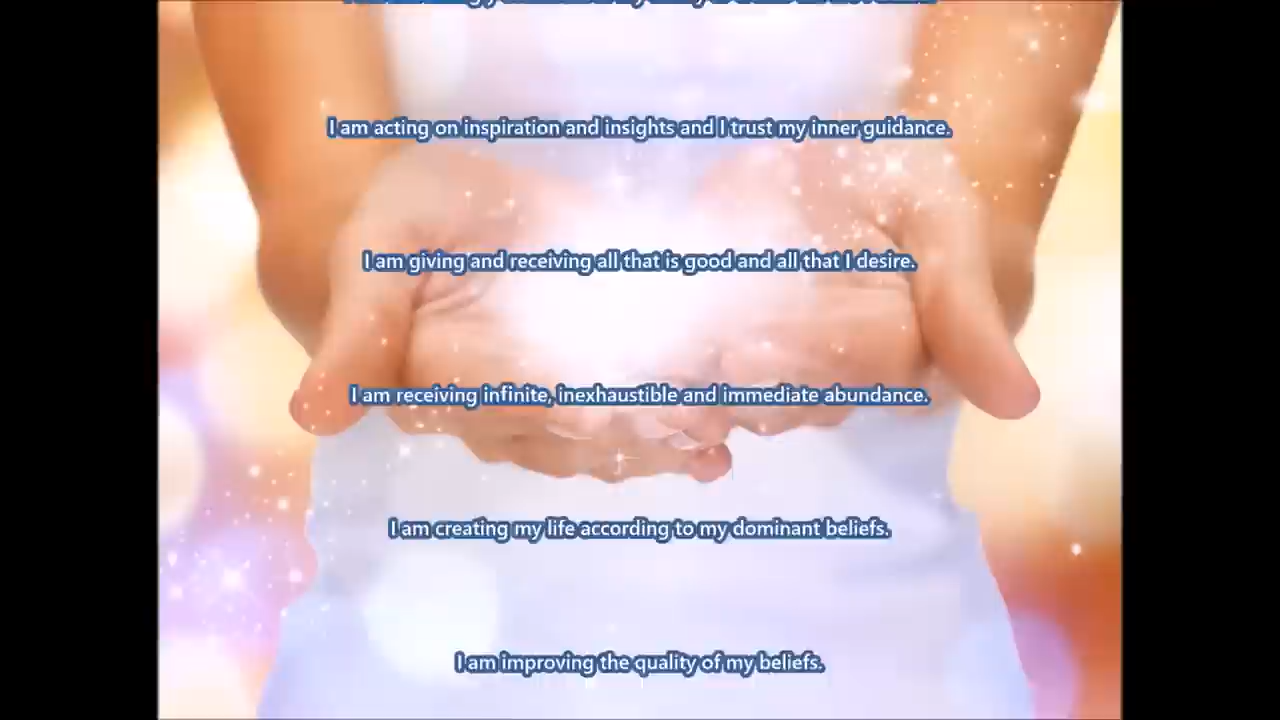 I am acting on inspiration and insights and I trust my inner guidance.
I am giving and receiving all that is good and all that I desire.
I am receiving infinite, inexhaustible and immediate abundance.
I am creating my life according to my dominant beliefs.
I am improving the quality of my beliefs.